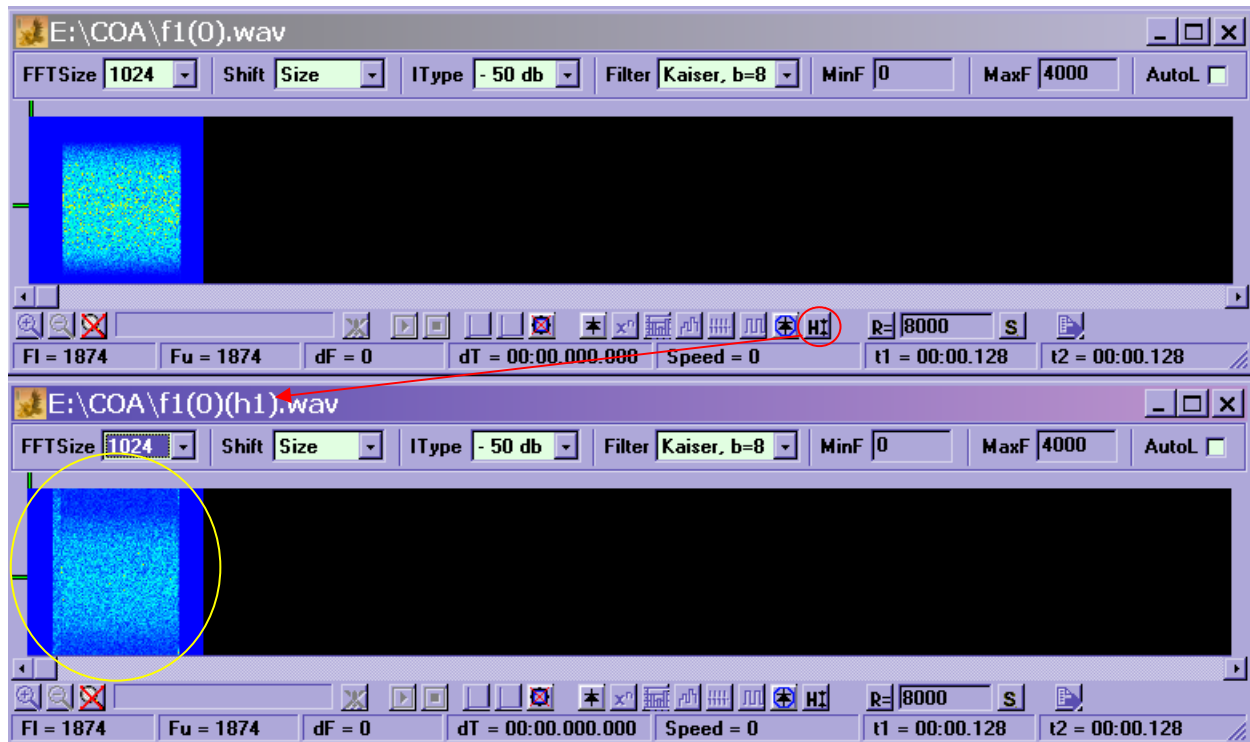 E:\COA\f1(0).wav
FFTSize 1024 Shift Size IType - 50 db Filter Kaiser, b=8 MinF 0 MaxF 4000 AutoL
R= 8000 S
Fl = 1874 Fu = 1874 dF = 0 dT = 00:00.000.000 Speed = 0 t1 = 00:00.128 t2 = 00:00.128
E:\COA\f1(0)(h1).wav
FFTSize 1024 Shift Size IType - 50 db Filter Kaiser, b=8 MinF 0 MaxF 4000 AutoL
R= 8000 S
Fl = 1874 Fu = 1874 dF = 0 dT = 00:00.000.000 Speed = 0 t1 = 00:00.128 t2 = 00:00.128